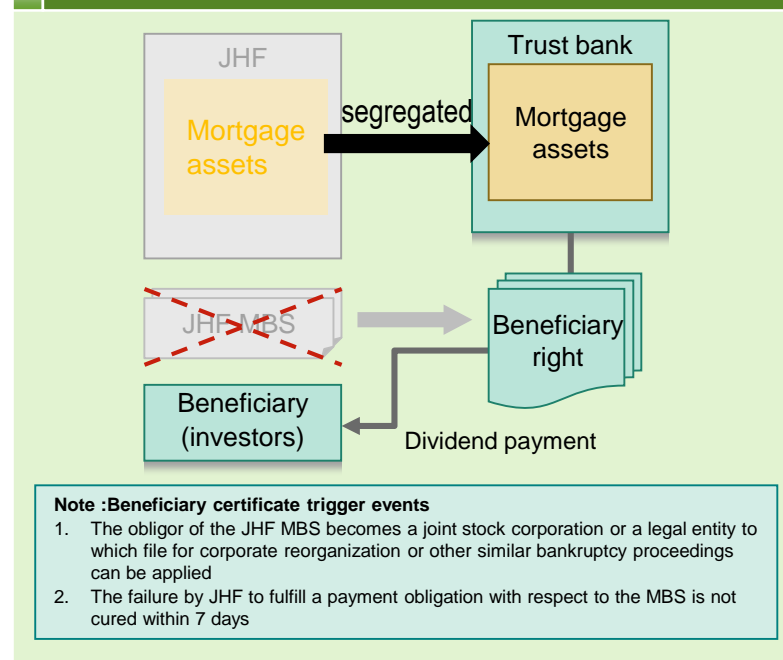 JHF
Mortgage
assets
segregated
Trust bank
Mortgage
assets
JHF MBS
Beneficiary
right
Beneficiary
(investors)
Dividend payment
Note :Beneficiary certificate trigger events
1. The obligor of the JHF MBS becomes a joint stock corporation or a legal entity to
which file for corporate reorganization or other similar bankruptcy proceedings
can be applied
2. The failure by JHF to fulfill a payment obligation with respect to the MBS is not
cured within 7 days